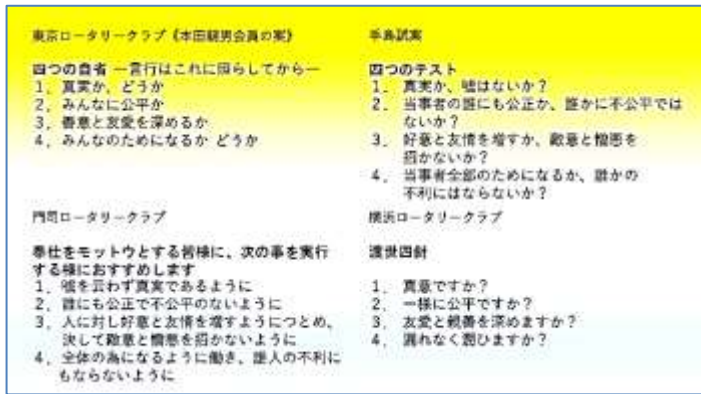 東京ロータリークラブ《本田親男会員の案》
四つの自省 ー言行はこれに照らしてからー
1. 真実か、どうか
2. みんなに公平か
3. 善意と友愛を深めるか
4. みんなのためになるか どうか
手島試案
四つのテスト
1. 真実か、嘘はないか?
2. 当事者の誰にも公正か、誰かに不公平では
ないか?
3. 好意と友情を増すか、敵意と憎悪を
招かないか?
4. 当事者全部のためになるか、誰かの
不利にはならないか?
門司ロータリークラブ
奉仕をモットウとする皆様に、次の事を実行
する様におすすめします
1. 嘘を云わず真実であるように
2. 誰にも公正で不公平のないように
3. 人に対し好意と友情を増すようにつとめ、
決して敵意と憎悪を招かないように
4. 全体の為になるように働き、誰人の不利に
もならないように
横浜ロータリークラブ
渡世四針
1. 真意ですか?
2. 一様に公平ですか?
3. 友愛と親善を深めますか?
4. 漏れなく潤ひますか?